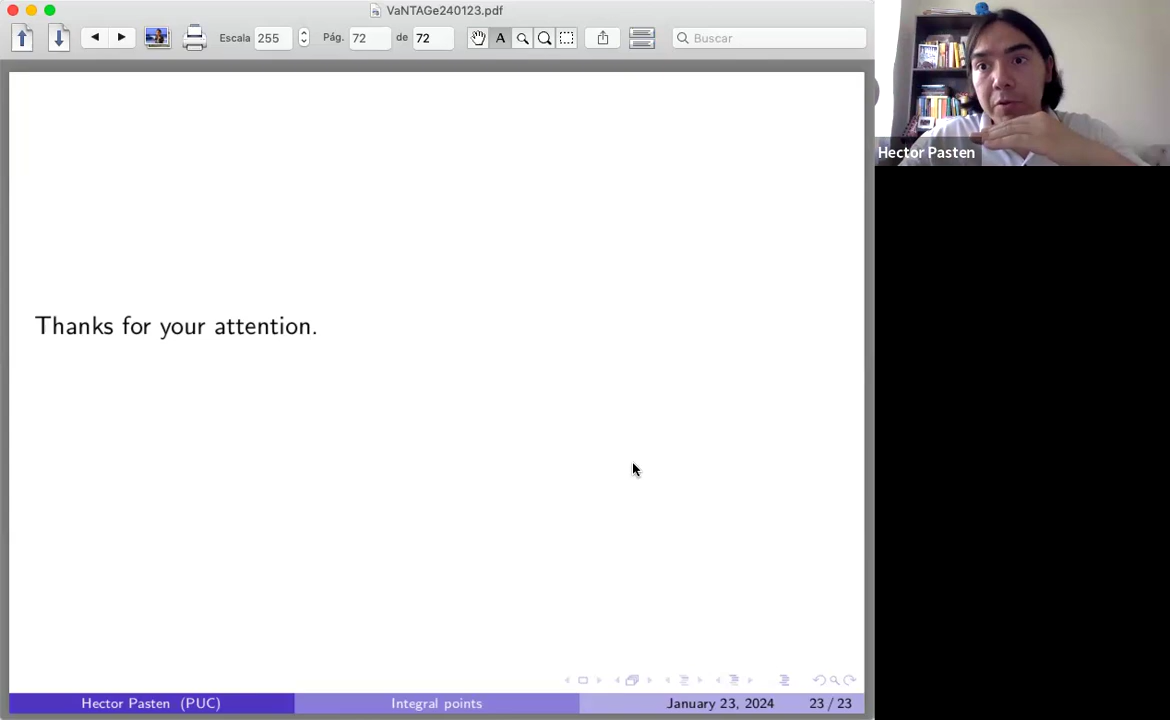 VaNTAGe240123.pdf
Escala 255 Pág. 72 de 72 A Buscar
Hector Pasten
Thanks for your attention.
Hector Pasten (PUC) Integral points January 23, 2024 23 / 23